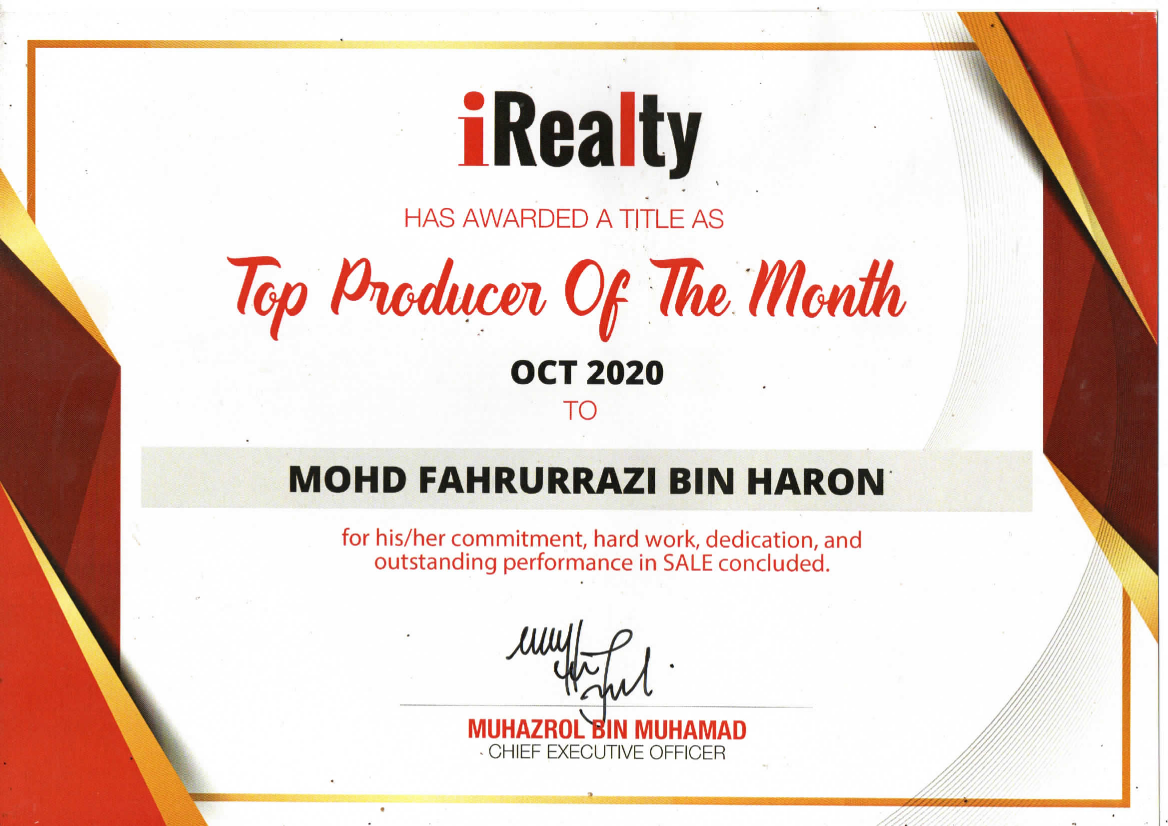 iRealty
HAS AWARDED A TITLE AS
Top Producer Of The Month
OCT 2020
TO
MOHD FAHRURRAZI BIN HARON
for his/her commitment, hard work, dedication, and
outstanding performance in SALE concluded.
MUHAZROL BIN MUHAMAD
CHIEF EXECUTIVE OFFICER